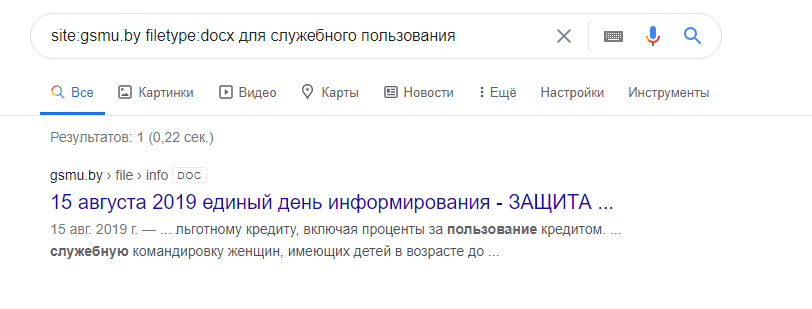 site:gsmu.by filetype:docx для служебного пользования
Все Картинки Видео Карты Новости Ещё Настройки Инструменты
Результатов: 1 (0,22 сек.)
gsmu.by › file › info DOC
15 августа 2019 единый день информирования - ЗАЩИТА ...
15 авг. 2019 г. — ... льготному кредиту, включая проценты за пользование кредитом. ...
служебную командировку женщин, имеющих детей в возрасте до ...